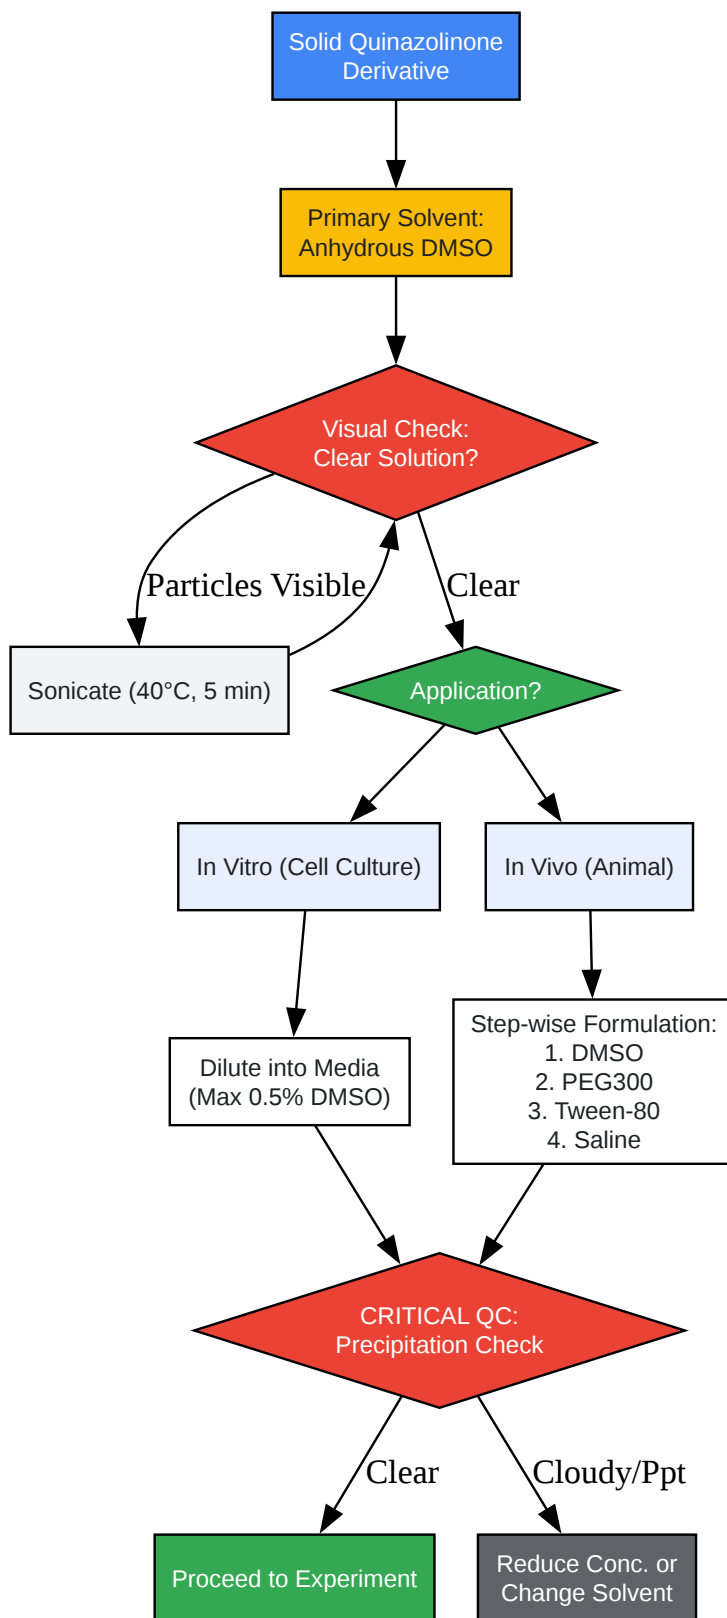 Solid Quinazolinone
Derivative
Primary Solvent:
Anhydrous DMSO
Visual Check:
Clear Solution?
Particles Visible
Clear
Sonicate (40°C, 5 min)
Application?
In Vitro (Cell Culture)
In Vivo (Animal)
Step-wise Formulation:
1. DMSO
2. PEG300
3. Tween-80
4. Saline
Dilute into Media
(Max 0.5% DMSO)
CRITICAL QC:
Precipitation Check
Clear
Cloudy/Ppt
Proceed to Experiment
Reduce Conc. or
Change Solvent